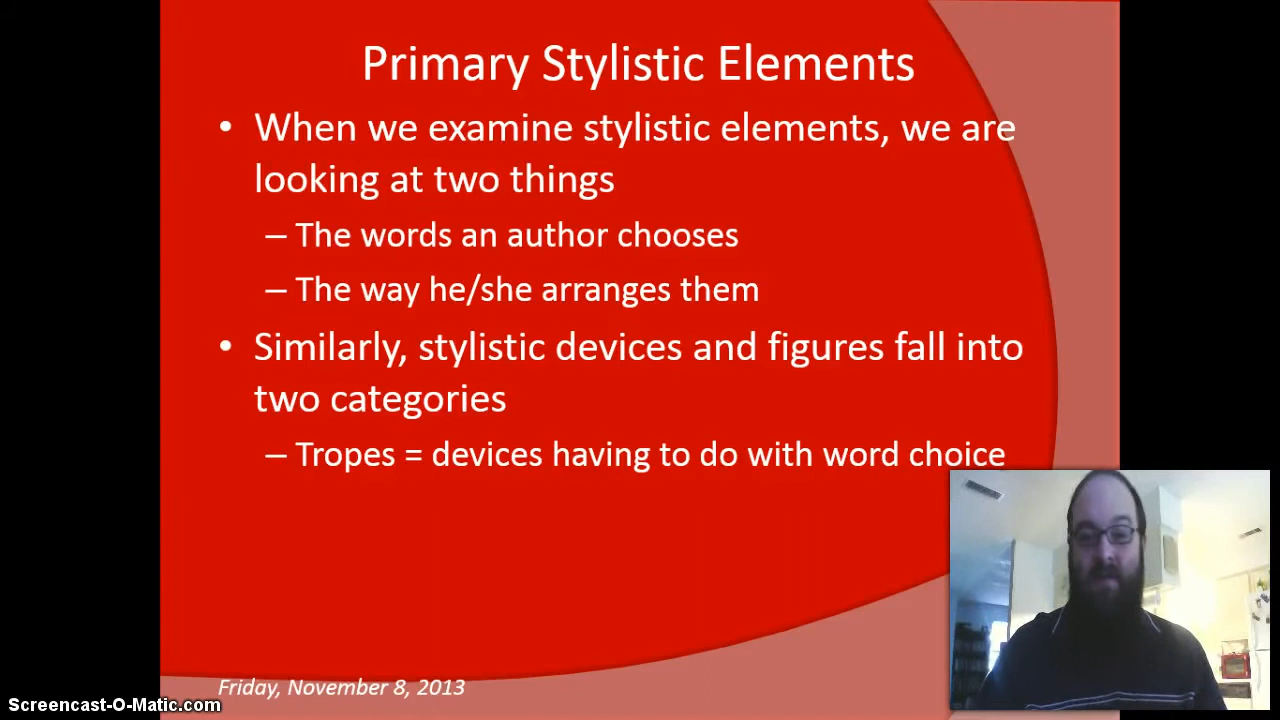 Primary Stylistic Elements
• When we examine stylistic elements, we are
looking at two things
– The words an author chooses
– The way he/she arranges them
• Similarly, stylistic devices and figures fall into
two categories
– Tropes = devices having to do with word choice
Friday, November 8, 2013
Screencast-O-Matic.com